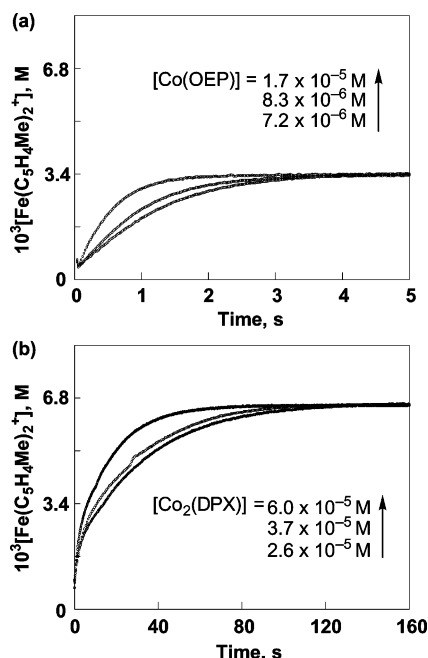 (a)
10³[Fe(C₅H₄Me)₂⁺], M
6.8
3.4
0
[Co(OEP)] = 1.7 x 10⁻⁵ M
8.3 x 10⁻⁶ M
7.2 x 10⁻⁶ M
0 1 2 3 4 5
Time, s
(b)
10³[Fe(C₅H₄Me)₂⁺], M
6.8
3.4
0
[Co₂(DPX)] = 6.0 x 10⁻⁵ M
3.7 x 10⁻⁵ M
2.6 x 10⁻⁵ M
0 40 80 120 160
Time, s